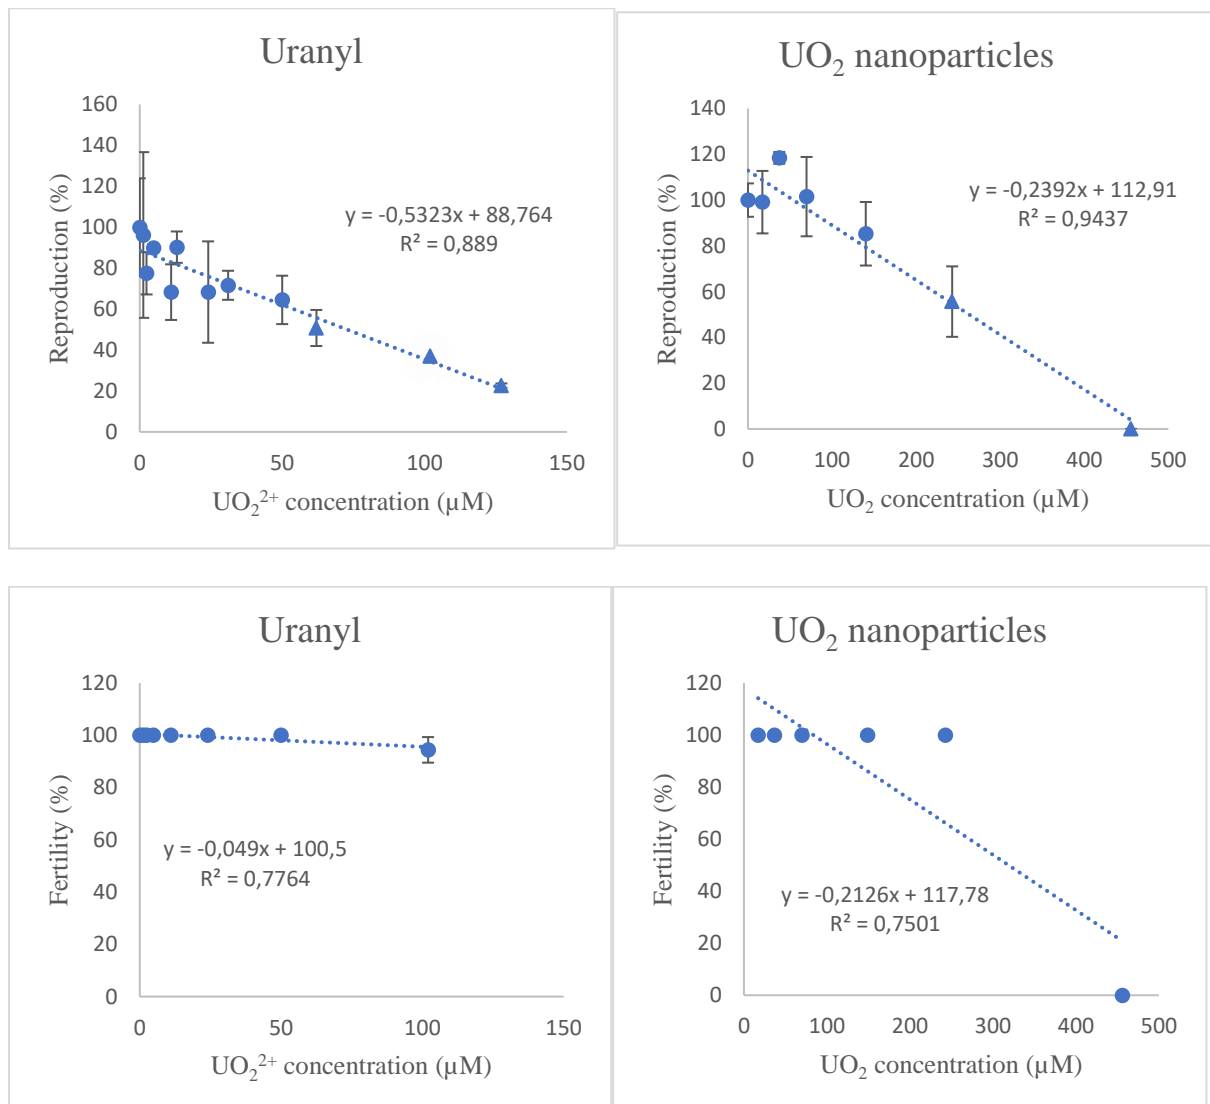 Uranyl
160
140
120
100
80
60
40
20
0
Reproduction (%)
y = -0,5323x + 88,764
R² = 0,889
0 50 100 150
UO₂²⁺ concentration (µM)
UO₂ nanoparticles
140
120
100
80
60
40
20
0
Reproduction (%)
y = -0,2392x + 112,91
R² = 0,9437
0 100 200 300 400 500
UO₂ concentration (µM)
Uranyl
120
100
80
60
40
20
0
Fertility (%)
y = -0,049x + 100,5
R² = 0,7764
0 50 100 150
UO₂²⁺ concentration (µM)
UO₂ nanoparticles
120
100
80
60
40
20
0
Fertility (%)
y = -0,2126x + 117,78
R² = 0,7501
0 100 200 300 400 500
UO₂ concentration (µM)